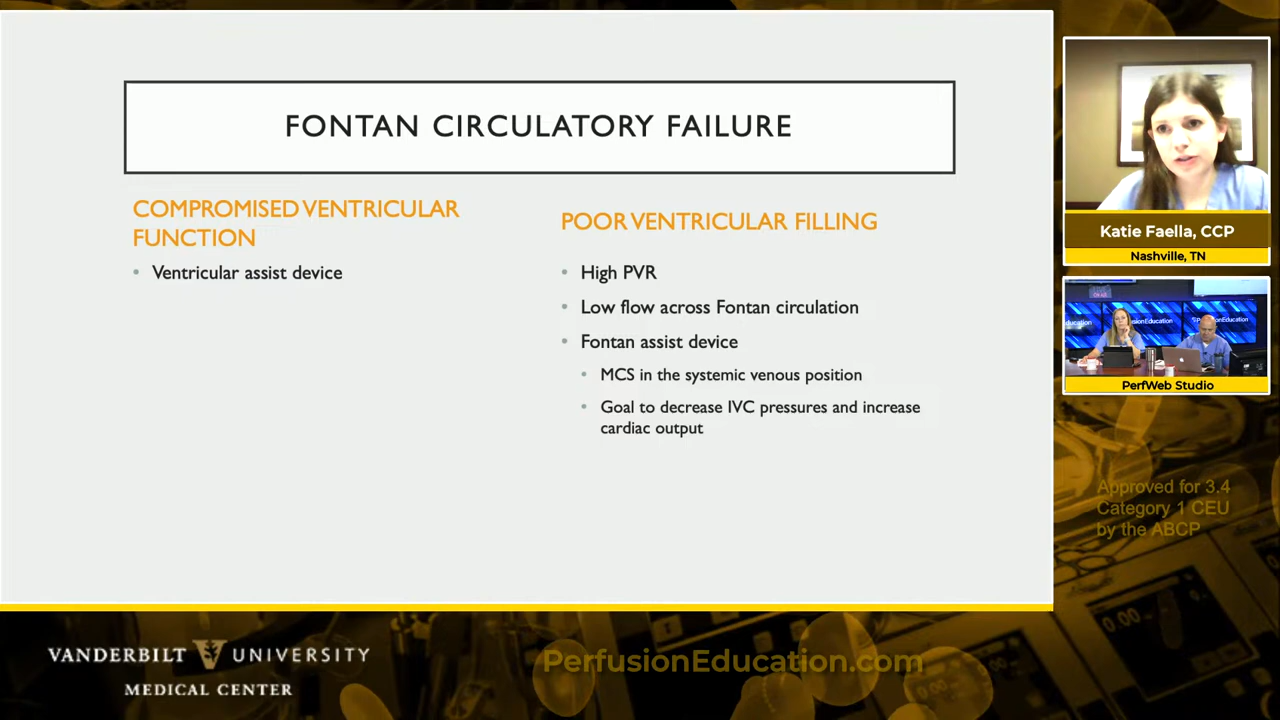 FONTAN CIRCULATORY FAILURE
COMPROMISED VENTRICULAR
FUNCTION
• Ventricular assist device
POOR VENTRICULAR FILLING
• High PVR
• Low flow across Fontan circulation
• Fontan assist device
• MCS in the systemic venous position
• Goal to decrease IVC pressures and increase
cardiac output
Katie Faella, CCP
Nashville, TN
PerfWeb Studio
Approved for 3.4
Category 1 CEU
by the ABCP
VANDERBILT UNIVERSITY
MEDICAL CENTER
PerfusionEducation.com